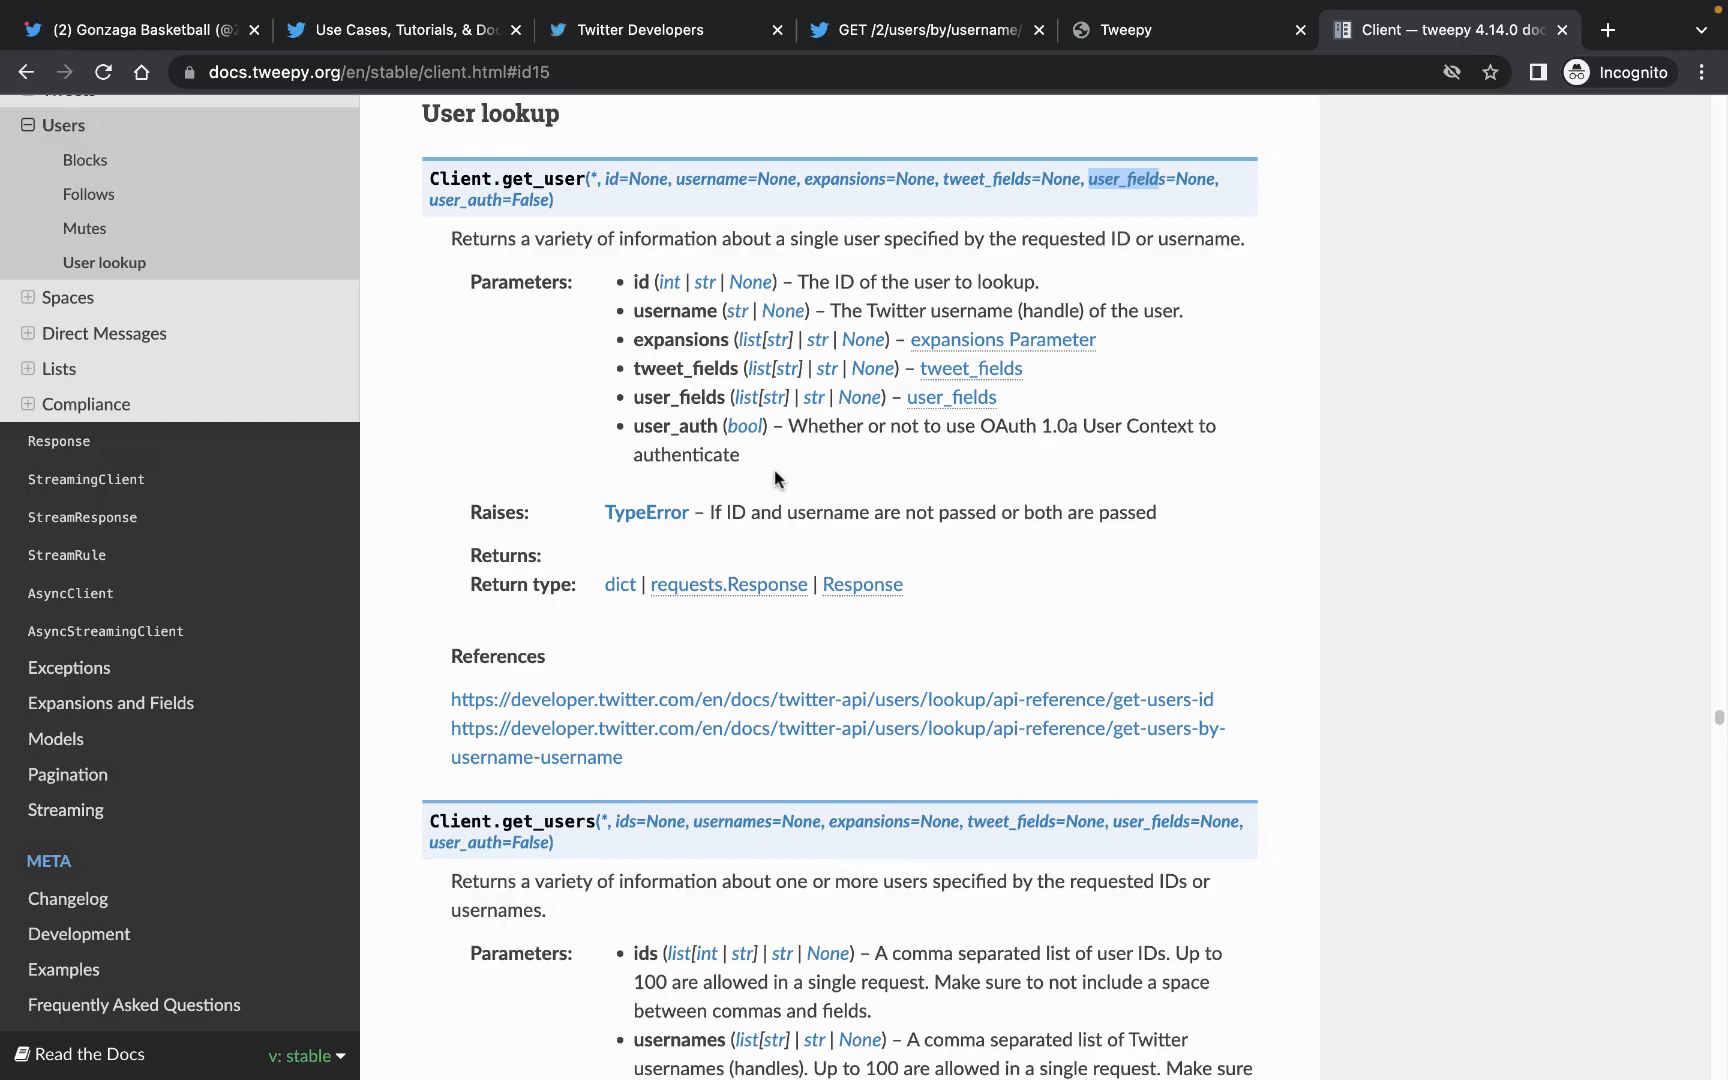 (2) Gonzaga Basketball (@
Use Cases, Tutorials, & Doc
Twitter Developers
GET /2/users/by/username/
Tweepy
Client — tweepy 4.14.0 doc
docs.tweepy.org/en/stable/client.html#id15
Incognito
Users
Blocks
Follows
Mutes
User lookup
Spaces
Direct Messages
Lists
Compliance
Response
StreamingClient
StreamResponse
StreamRule
AsyncClient
AsyncStreamingClient
Exceptions
Expansions and Fields
Models
Pagination
Streaming
META
Changelog
Development
Examples
Frequently Asked Questions
Read the Docs
v: stable
User lookup
Client.get_user(*, id=None, username=None, expansions=None, tweet_fields=None, user_fields=None,
user_auth=False)
Returns a variety of information about a single user specified by the requested ID or username.
Parameters:
• id (int | str | None) – The ID of the user to lookup.
• username (str | None) – The Twitter username (handle) of the user.
• expansions (list[str] | str | None) – expansions Parameter
• tweet_fields (list[str] | str | None) – tweet_fields
• user_fields (list[str] | str | None) – user_fields
• user_auth (bool) – Whether or not to use OAuth 1.0a User Context to
authenticate
Raises: TypeError – If ID and username are not passed or both are passed
Returns:
Return type: dict | requests.Response | Response
References
https://developer.twitter.com/en/docs/twitter-api/users/lookup/api-reference/get-users-id
https://developer.twitter.com/en/docs/twitter-api/users/lookup/api-reference/get-users-by-
username-username
Client.get_users(*, ids=None, usernames=None, expansions=None, tweet_fields=None, user_fields=None,
user_auth=False)
Returns a variety of information about one or more users specified by the requested IDs or
usernames.
Parameters:
• ids (list[int | str] | str | None) – A comma separated list of user IDs. Up to
100 are allowed in a single request. Make sure to not include a space
between commas and fields.
• usernames (list[str] | str | None) – A comma separated list of Twitter
usernames (handles). Up to 100 are allowed in a single request. Make sure